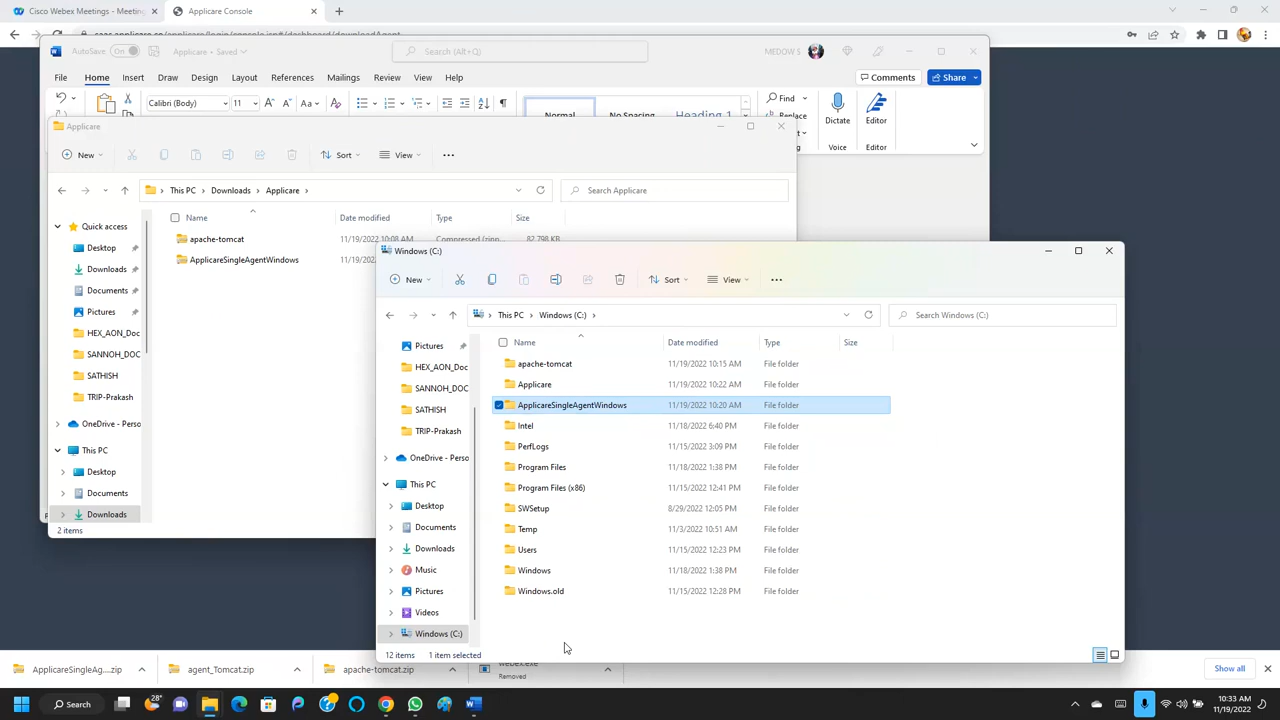 Cisco Webex Meetings - Meeting
Applicare Console
AutoSave On
Applicare • Saved
Search (Alt+Q)
MEDOW S
File Home Insert Draw Design Layout References Mailings Review View Help
Comments
Share
Calibri (Body) 11
Aa
Normal
No Spacing
Heading 1
Find
Replace
Dictate
Editor
Voice
Editor
Applicare
New
Sort
View
This PC > Downloads > Applicare >
Search Applicare
Name
Date modified
Type
Size
Quick access
Desktop
Downloads
Documents
Pictures
HEX_AON_Doc
SANNOH_DOC
SATHISH
TRIP-Prakash
OneDrive - Perso
This PC
Desktop
Documents
Downloads
2 items
apache-tomcat 11/19/2022 10:08 AM Compressed (zipp... 82,798 KB
ApplicareSingleAgentWindows
Windows (C:)
New
Sort
View
This PC > Windows (C:) >
Search Windows (C:)
Pictures
HEX_AON_Doc
SANNOH_DOC
SATHISH
TRIP-Prakash
OneDrive - Perso
This PC
Desktop
Documents
Downloads
Music
Pictures
Videos
Windows (C:)
Name Date modified Type Size
apache-tomcat 11/19/2022 10:15 AM File folder
Applicare 11/19/2022 10:22 AM File folder
ApplicareSingleAgentWindows 11/19/2022 10:20 AM File folder
Intel 11/18/2022 6:40 PM File folder
PerfLogs 11/15/2022 3:09 PM File folder
Program Files 11/18/2022 1:38 PM File folder
Program Files (x86) 11/15/2022 12:41 PM File folder
SWSetup 8/29/2022 12:05 PM File folder
Temp 11/3/2022 10:51 AM File folder
Users 11/15/2022 12:23 PM File folder
Windows 11/18/2022 1:38 PM File folder
Windows.old 11/15/2022 12:28 PM File folder
12 items 1 item selected
ApplicareSingleAg....zip
agent_Tomcat.zip
apache-tomcat.zip
webex.exe
Removed
Show all
28°
Search
10:33 AM
11/19/2022